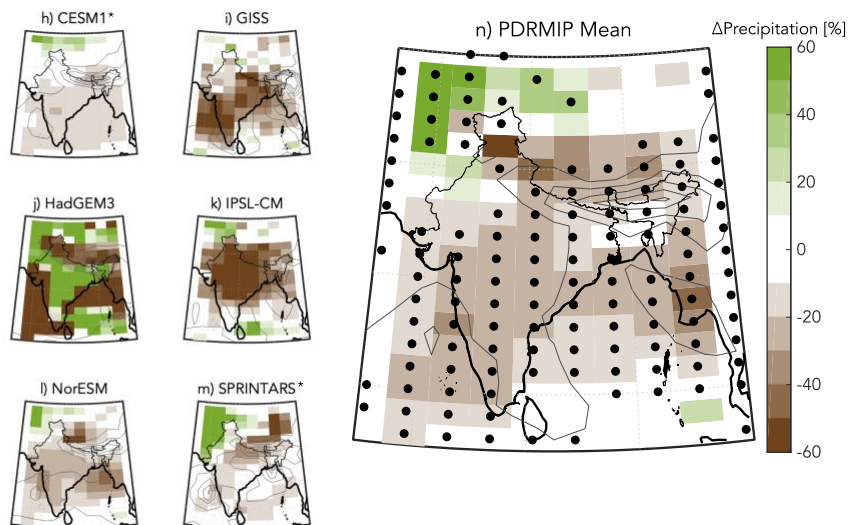 h) CESM1*
i) GISS
n) PDRMIP Mean
ΔPrecipitation [%]
60
40
20
0
-20
-40
-60
j) HadGEM3
k) IPSL-CM
l) NorESM
m) SPRINTARS*